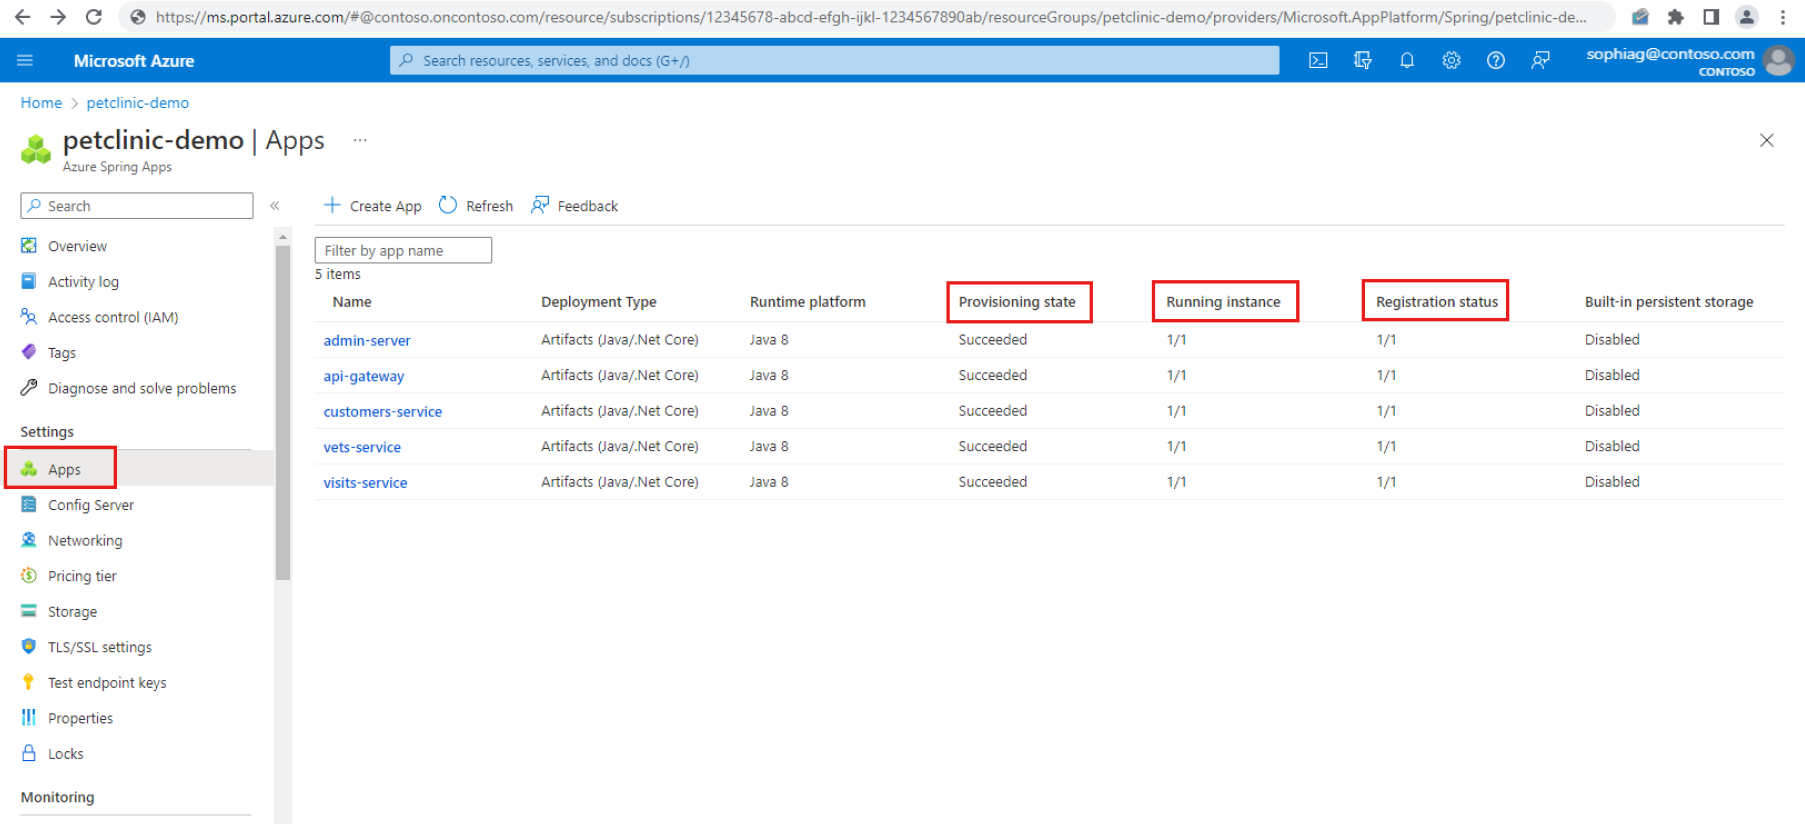 https://ms.portal.azure.com/#@contoso.oncontoso.com/resource/subscriptions/12345678-abcd-efgh-ijkl-1234567890ab/resourceGroups/petclinic-demo/providers/Microsoft.AppPlatform/Spring/petclinic-de...
Microsoft Azure
Search resources, services, and docs (G+/)
sophiag@contoso.com
CONTOSO
Home > petclinic-demo
petclinic-demo | Apps ...
Azure Spring Apps
Search
«
Create App Refresh Feedback
Overview
Activity log
Access control (IAM)
Tags
Diagnose and solve problems
Settings
Apps
Config Server
Networking
Pricing tier
Storage
TLS/SSL settings
Test endpoint keys
Properties
Locks
Monitoring
Filter by app name
5 items
Name Deployment Type Runtime platform Provisioning state Running instance Registration status Built-in persistent storage
admin-server Artifacts (Java/.Net Core) Java 8 Succeeded 1/1 1/1 Disabled
api-gateway Artifacts (Java/.Net Core) Java 8 Succeeded 1/1 1/1 Disabled
customers-service Artifacts (Java/.Net Core) Java 8 Succeeded 1/1 1/1 Disabled
vets-service Artifacts (Java/.Net Core) Java 8 Succeeded 1/1 1/1 Disabled
visits-service Artifacts (Java/.Net Core) Java 8 Succeeded 1/1 1/1 Disabled